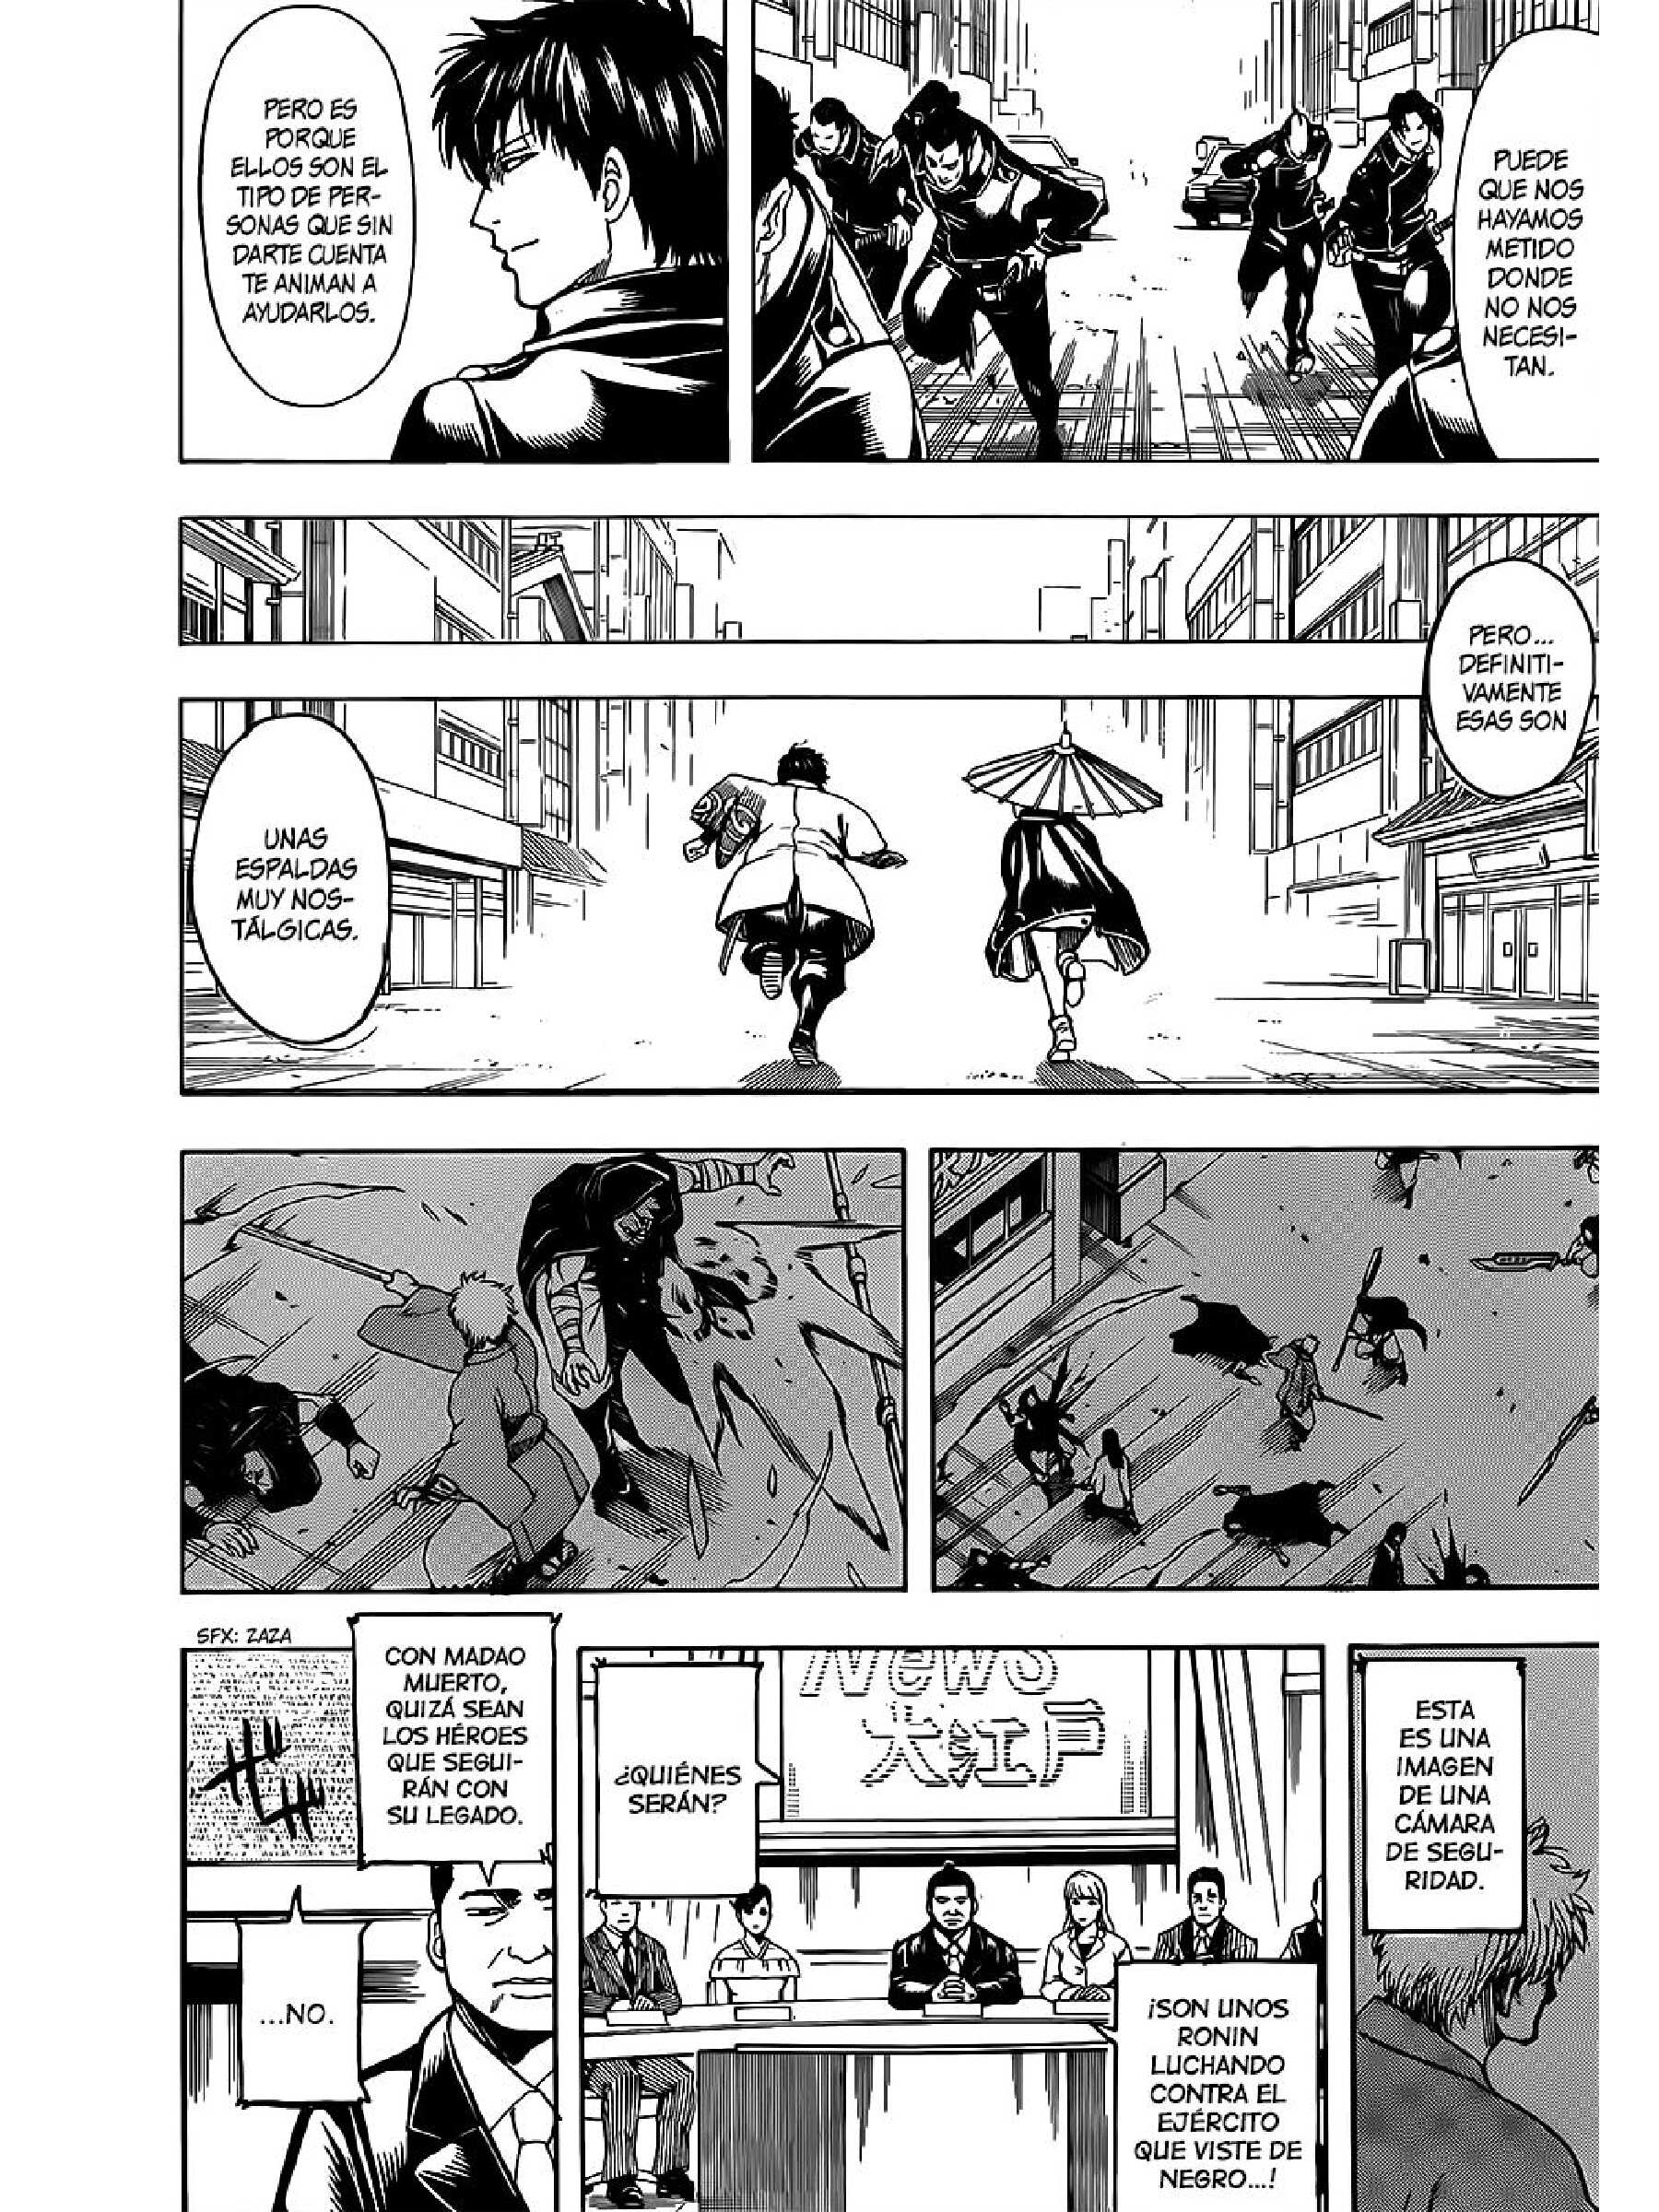 PUEDE
QUE NOS
HAYAMOS
METIDO
DONDE
NO NOS
NECESI-
TAN.
PERO ES
PORQUE
ELLOS SON EL
TIPO DE PER-
SONAS QUE SIN
DARTE CUENTA
TE ANIMAN A
AYUDARLOS.
PERO...
DEFINITI-
VAMENTE
ESAS SON
UNAS
ESPALDAS
MUY NOS-
TÁLGICAS.
ESTA
ES UNA
IMAGEN
DE UNA
CÁMARA
DE SEGU-
RIDAD.
News
大江戸
¡SON UNOS
RONIN
LUCHANDO
CONTRA EL
EJÉRCITO
QUE VISTE DE
NEGRO...!
¿QUIÉNES
SERÁN?
CON MADAO
MUERTO,
QUIZÁ SEAN
LOS HÉROES
QUE SEGUI-
RÁN CON
SU LEGADO.
SFX: ZAZA
ザザ
...NO.